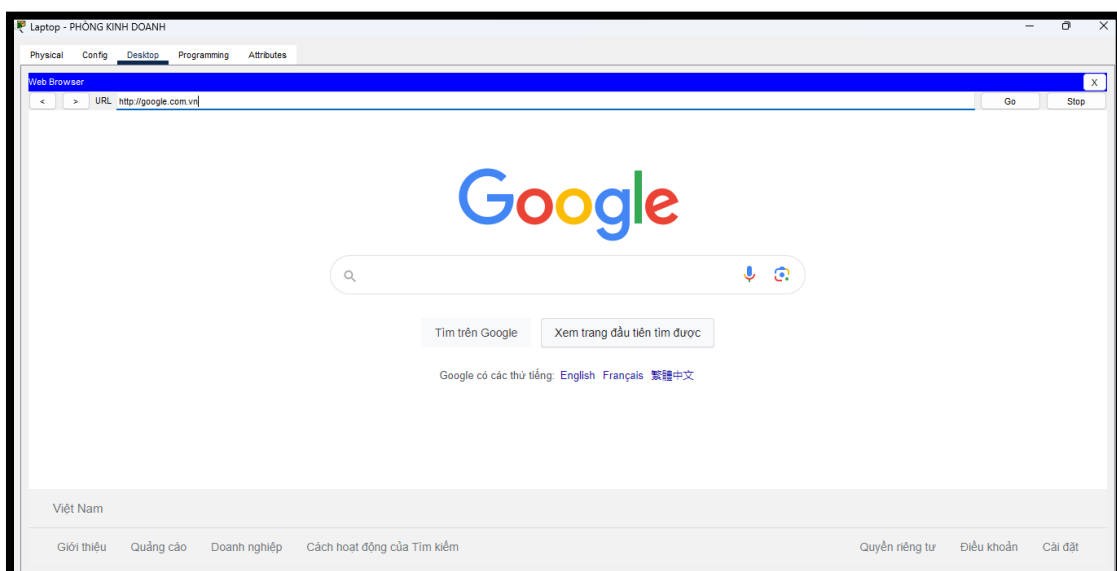 Laptop - PHÒNG KINH DOANH
Physical Config Desktop Programming Attributes
Web Browser X
< > URL http://google.com.vn Go Stop
Google
Tìm trên Google Xem trang đầu tiên tìm được
Google có các thứ tiếng: English Français 繁體中文
Việt Nam
Giới thiệu Quảng cáo Doanh nghiệp Cách hoạt động của Tìm kiếm Quyền riêng tư Điều khoản Cài đặt